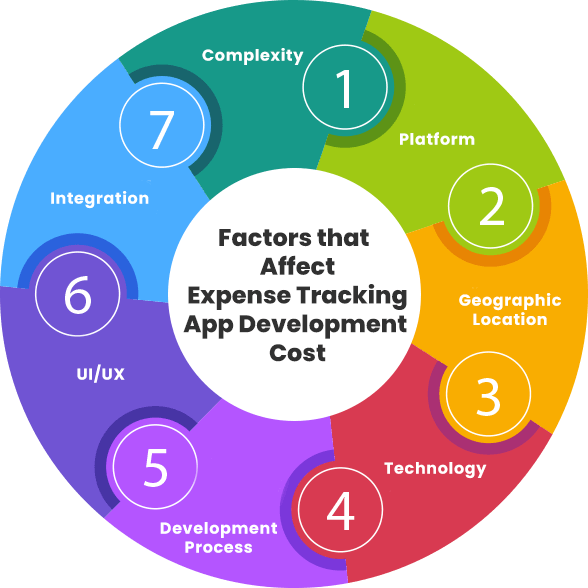 Factors that
Affect
Expense Tracking
App Development
Cost
Complexity
1
Platform
2
Geographic
Location
3
Technology
4
Development
Process
5
UI/UX
6
Integration
7